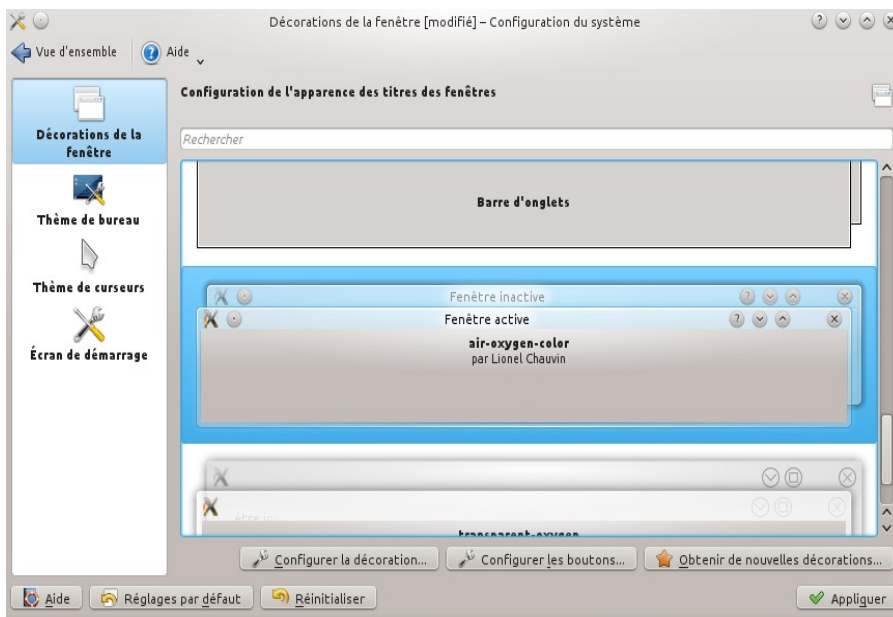 Décorations de la fenêtre [modifié] – Configuration du système
Vue d'ensemble
Aide
Configuration de l'apparence des titres des fenêtres
Décorations de la
fenêtre
Rechercher
Thème de bureau
Thème de curseurs
Écran de démarrage
Barre d'onglets
Fenêtre inactive
Fenêtre active
air-oxygen-color
par Lionel Chauvin
transparent-oxygen
Configurer la décoration...
Configurer les boutons...
Obtenir de nouvelles décorations...
Aide
Réglages par défaut
Réinitialiser
Appliquer